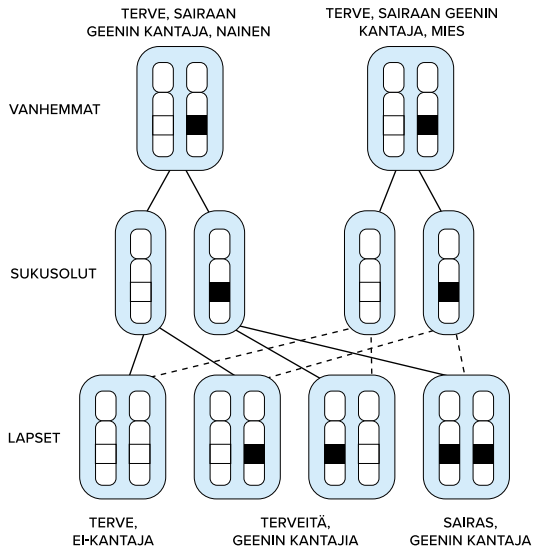 TERVE, SAIRAAN
GEENIN KANTAJA, NAINEN
TERVE, SAIRAAN GEENIN
KANTAJA, MIES
VANHEMMAT
SUKUSOLUT
LAPSET
TERVE,
EI-KANTAJA
TERVEITÄ,
GEENIN KANTAJIA
SAIRAS,
GEENIN KANTAJA